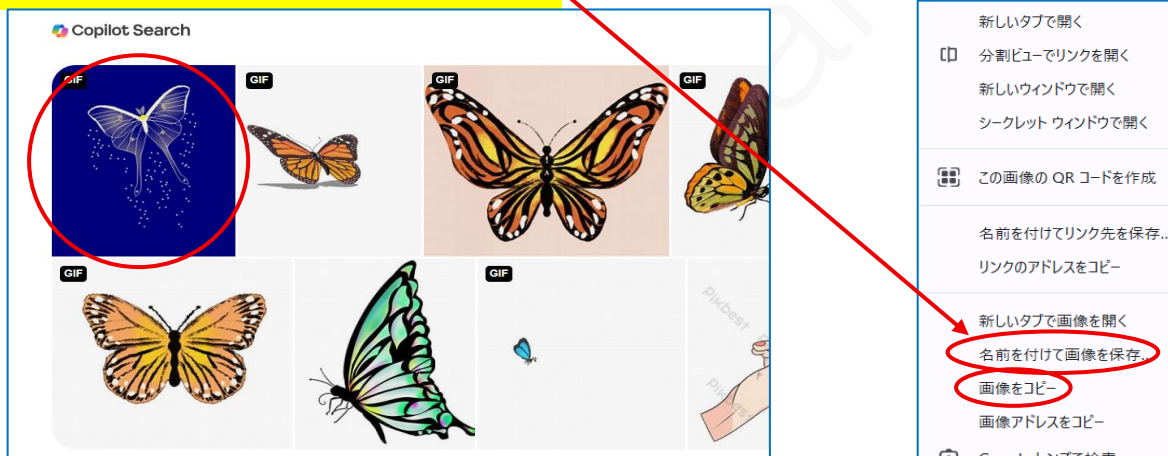 Copilot Search
GIF
GIF
GIF
GIF
GIF
GIF
Pikbest
新しいタブで開く
分割ビューでリンクを開く
新しいウィンドウで開く
シークレット ウィンドウで開く
この画像の QR コードを作成
名前を付けてリンク先を保存...
リンクのアドレスをコピー
新しいタブで画像を開く
名前を付けて画像を保存...
画像をコピー
画像アドレスをコピー